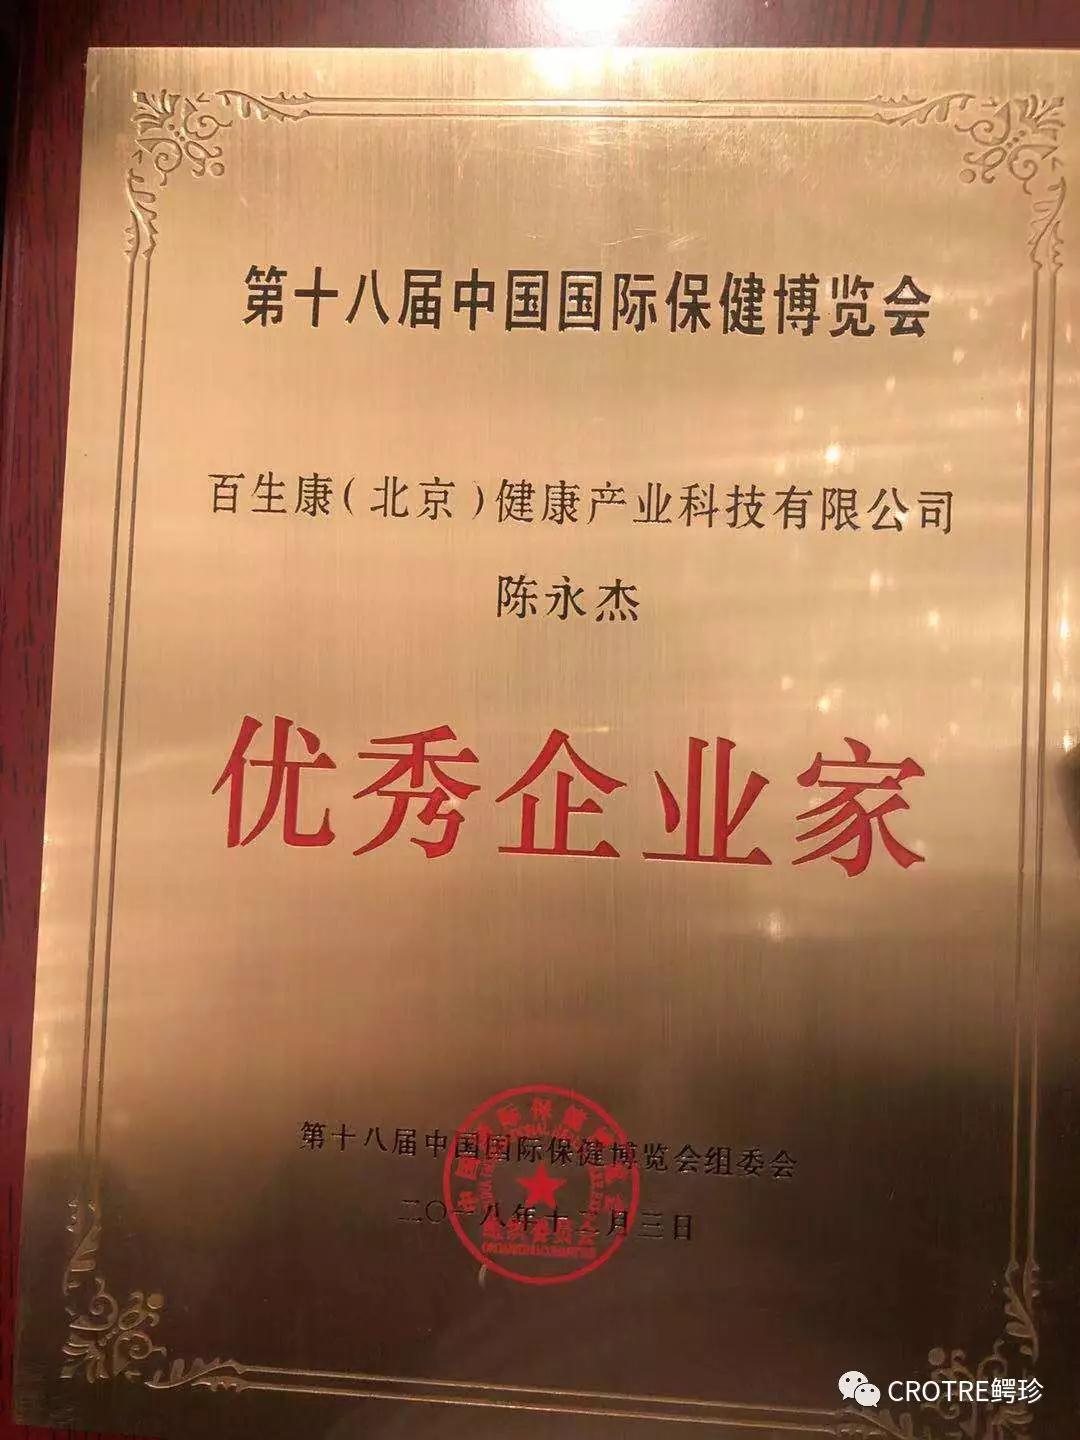 第十八届中国国际保健博览会
百生康(北京)健康产业科技有限公司
陈永杰
优秀企业家
第十八届中国国际保健博览会组委会
二〇一八年十二月三日
CROTRE鳄珍